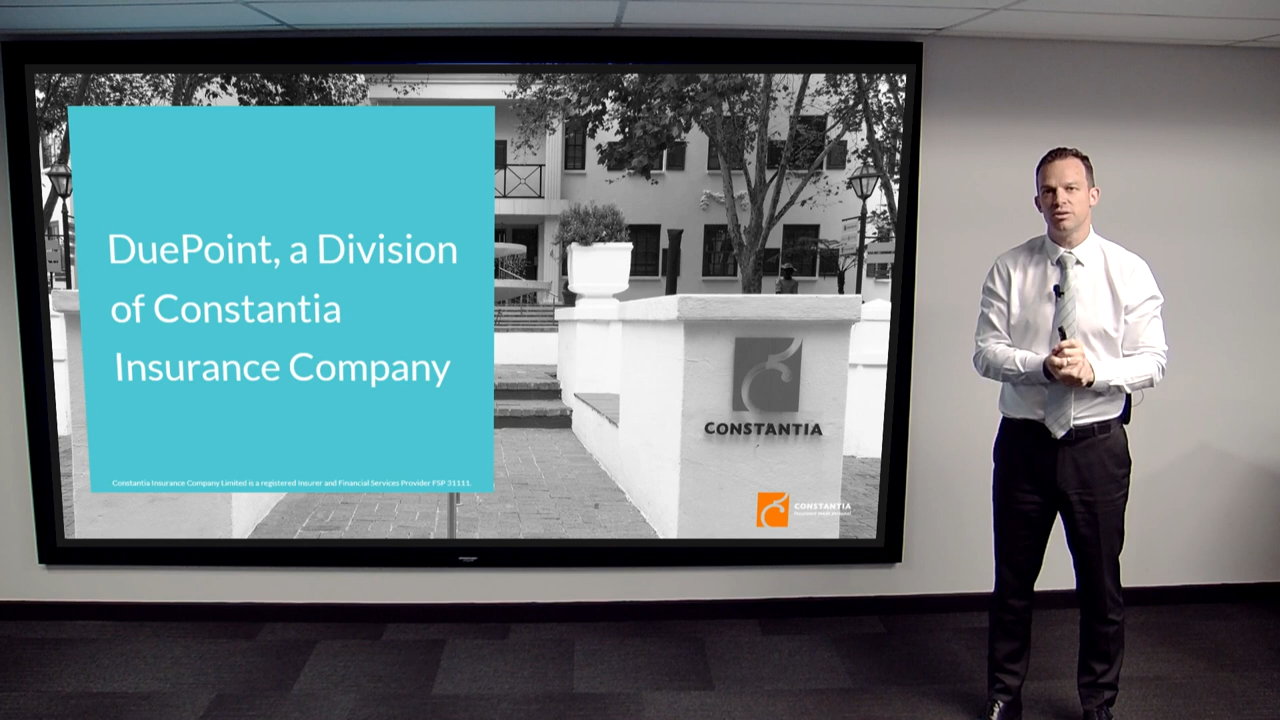 DuePoint, a Division
of Constantia
Insurance Company
Constantia Insurance Company Limited is a registered Insurer and Financial Services Provider FSP 31111.
CONSTANTIA
CONSTANTIA